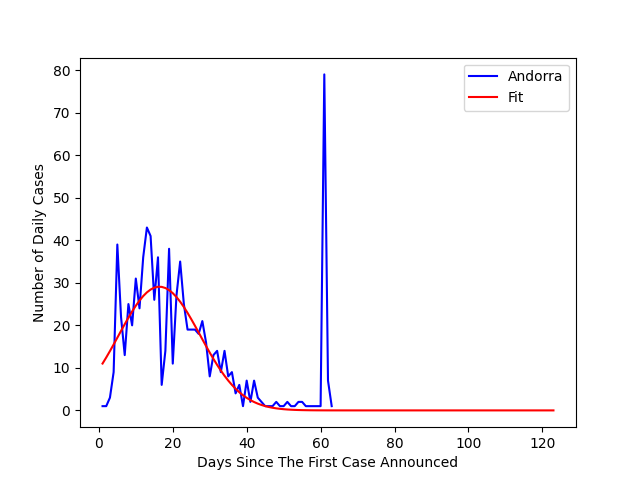 Andorra
Fit
Number of Daily Cases
80
70
60
50
40
30
20
10
0
0 20 40 60 80 100 120
Days Since The First Case Announced